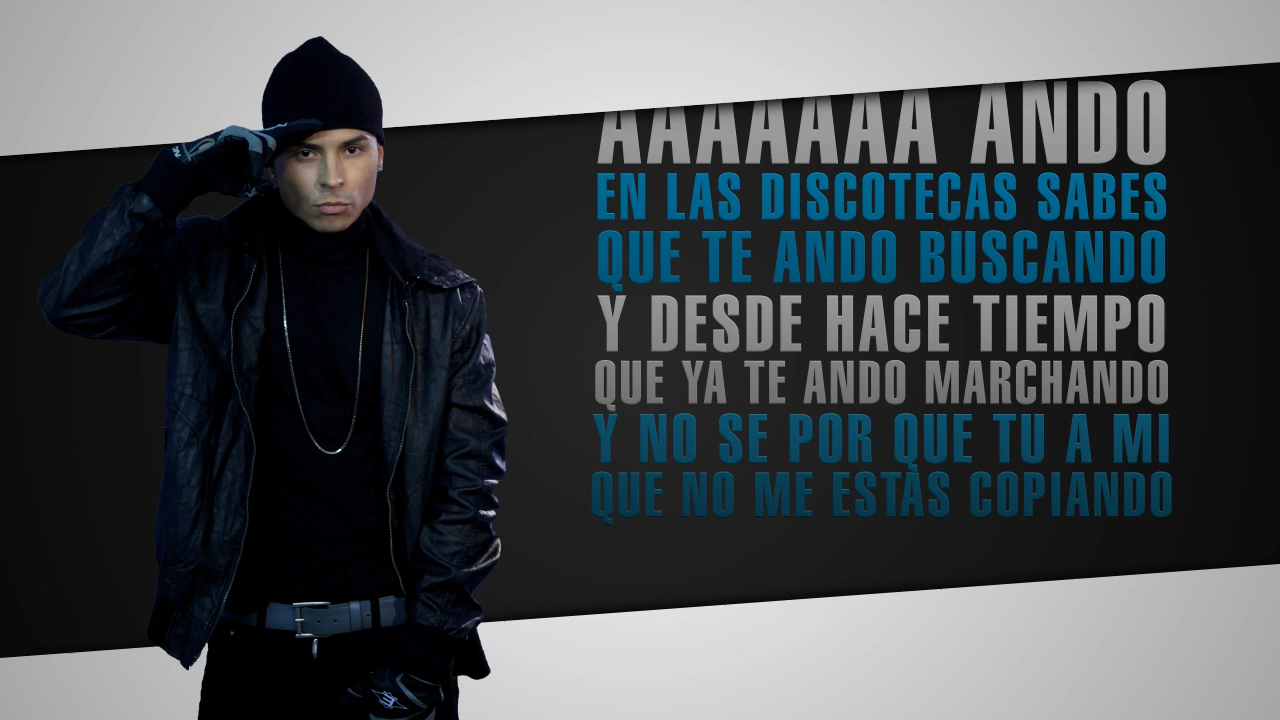 AAAAAAA ANDO
EN LAS DISCOTECAS SABES
QUE TE ANDO BUSCANDO
Y DESDE HACE TIEMPO
QUE YA TE ANDO MARCHANDO
Y NO SE POR QUE TU A MI
QUE NO ME ESTÁS COPIANDO